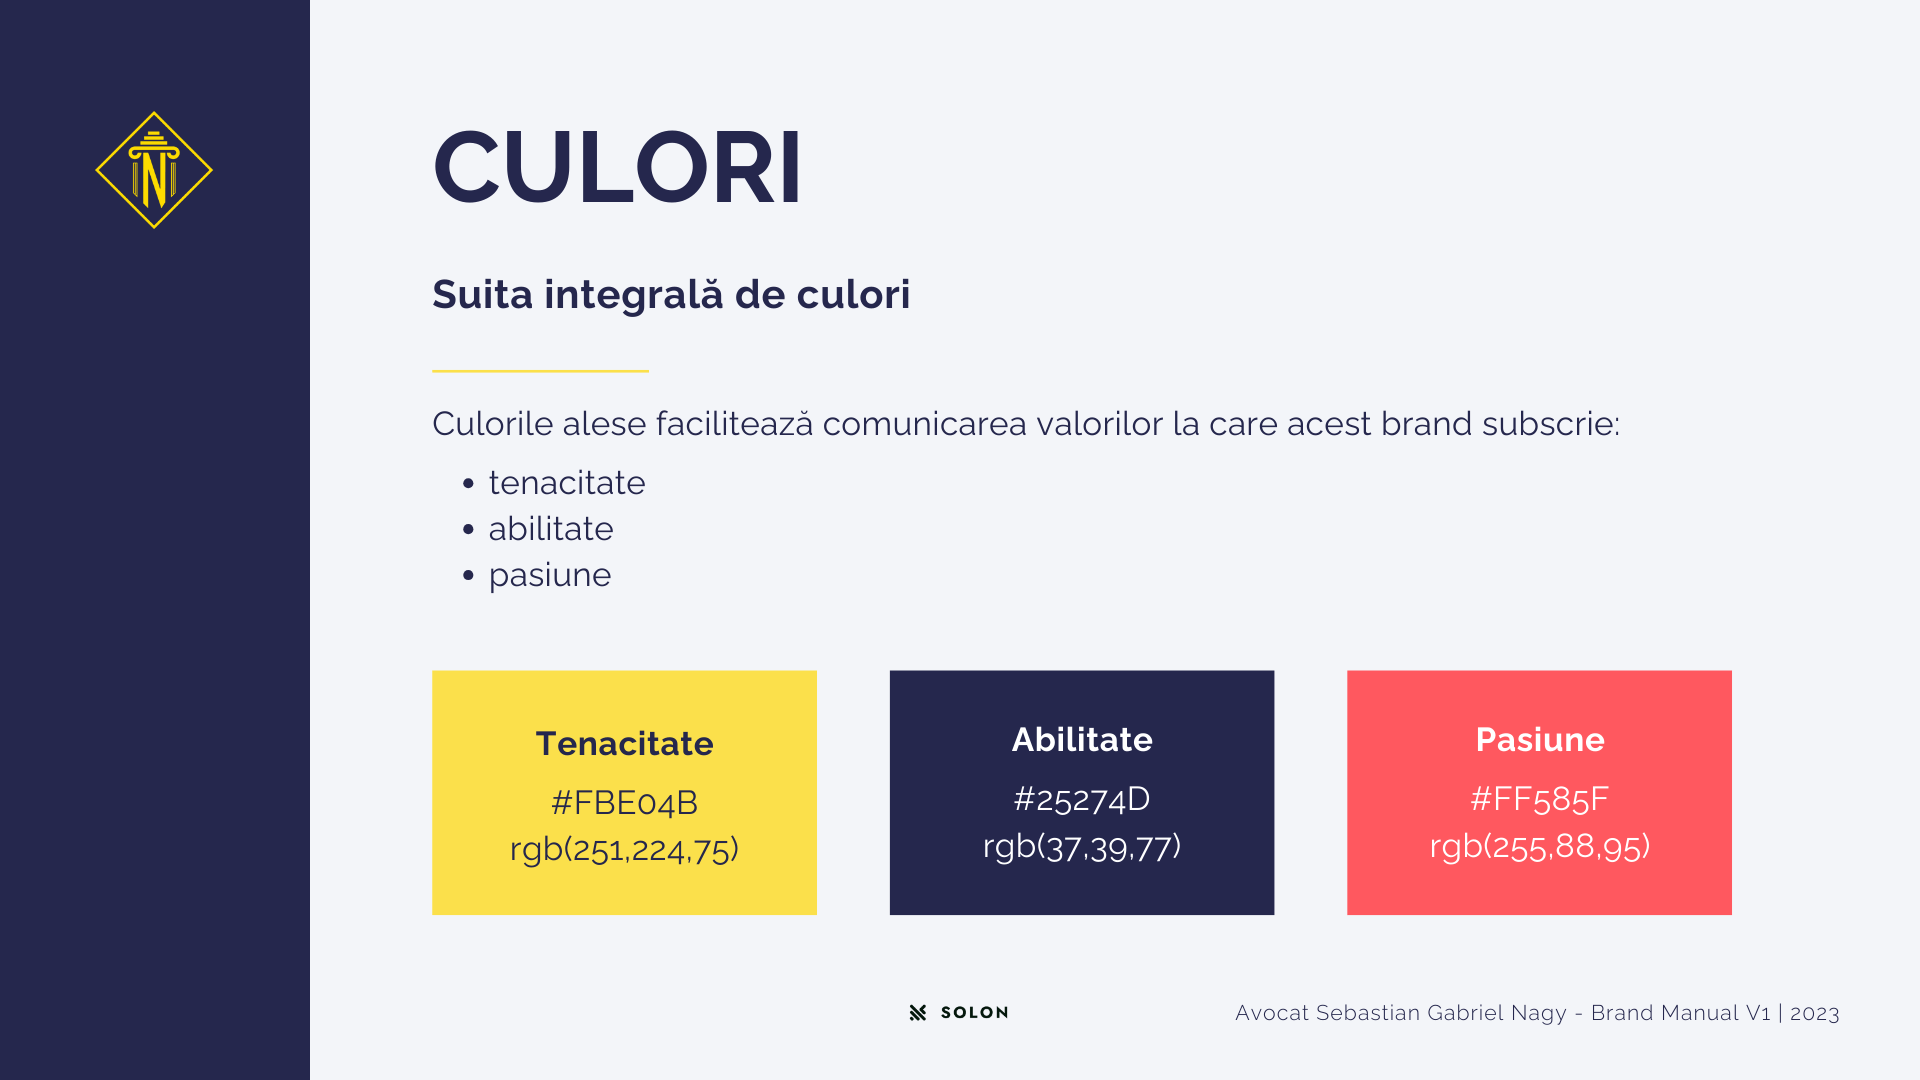 N
CULORI
Suita integrală de culori
Culorile alese facilitează comunicarea valorilor la care acest brand subscrie:
• tenacitate
• abilitate
• pasiune
Tenacitate
#FBE04B
rgb(251,224,75)
Abilitate
#25274D
rgb(37,39,77)
Pasiune
#FF585F
rgb(255,88,95)
SOLON
Avocat Sebastian Gabriel Nagy - Brand Manual V1 | 2023